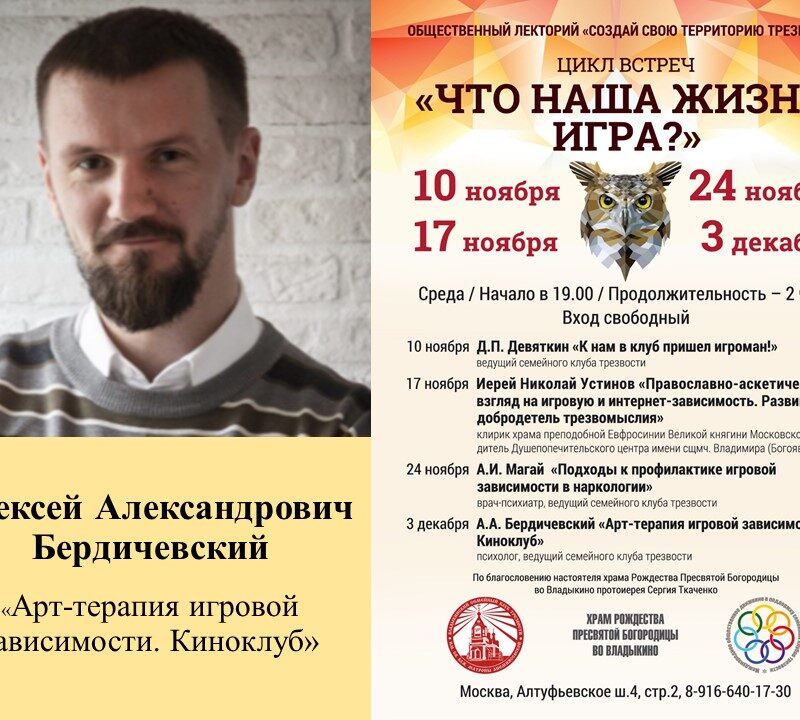 ексей Александрович
Бердичевский
«Арт-терапия игровой
ависимости. Киноклуб»
ОБЩЕСТВЕННЫЙ ЛЕКТОРИЙ «СОЗДАЙ СВОЮ ТЕРРИТОРИЮ ТРЕЗ
ЦИКЛ ВСТРЕЧ
«ЧТО НАША ЖИЗН
ИГРА?»
10 ноября 24 нояб
17 ноября 3 декаб
Среда / Начало в 19.00 / Продолжительность – 2 ч
Вход свободный
10 ноября Д.П. Девяткин «К нам в клуб пришел игроман!»
ведущий семейного клуба трезвости
17 ноября Иерей Николай Устинов «Православно-аскетиче
взгляд на игровую и интернет-зависимость. Разви
добродетель трезвомыслия»
клирик храма преподобной Евфросинии Великой княгини Московско
дитель Душепопечительского центра имени сщмч. Владимира (Богояв
24 ноября А.И. Магай «Подходы к профилактике игровой
зависимости в наркологии»
врач-психиатр, ведущий семейного клуба трезвости
3 декабря А.А. Бердичевский «Арт-терапия игровой зависимо
Киноклуб»
психолог, ведущий семейного клуба трезвости
По благословению настоятеля храма Рождества Пресвятой Богородицы
во Владыкино протоиерея Сергия Ткаченко
ХРАМ РОЖДЕСТВА
ПРЕСВЯТОЙ БОГОРОДИЦЫ
ВО ВЛАДЫКИНО
Москва, Алтуфьевское ш.4, стр.2, 8-916-640-17-30